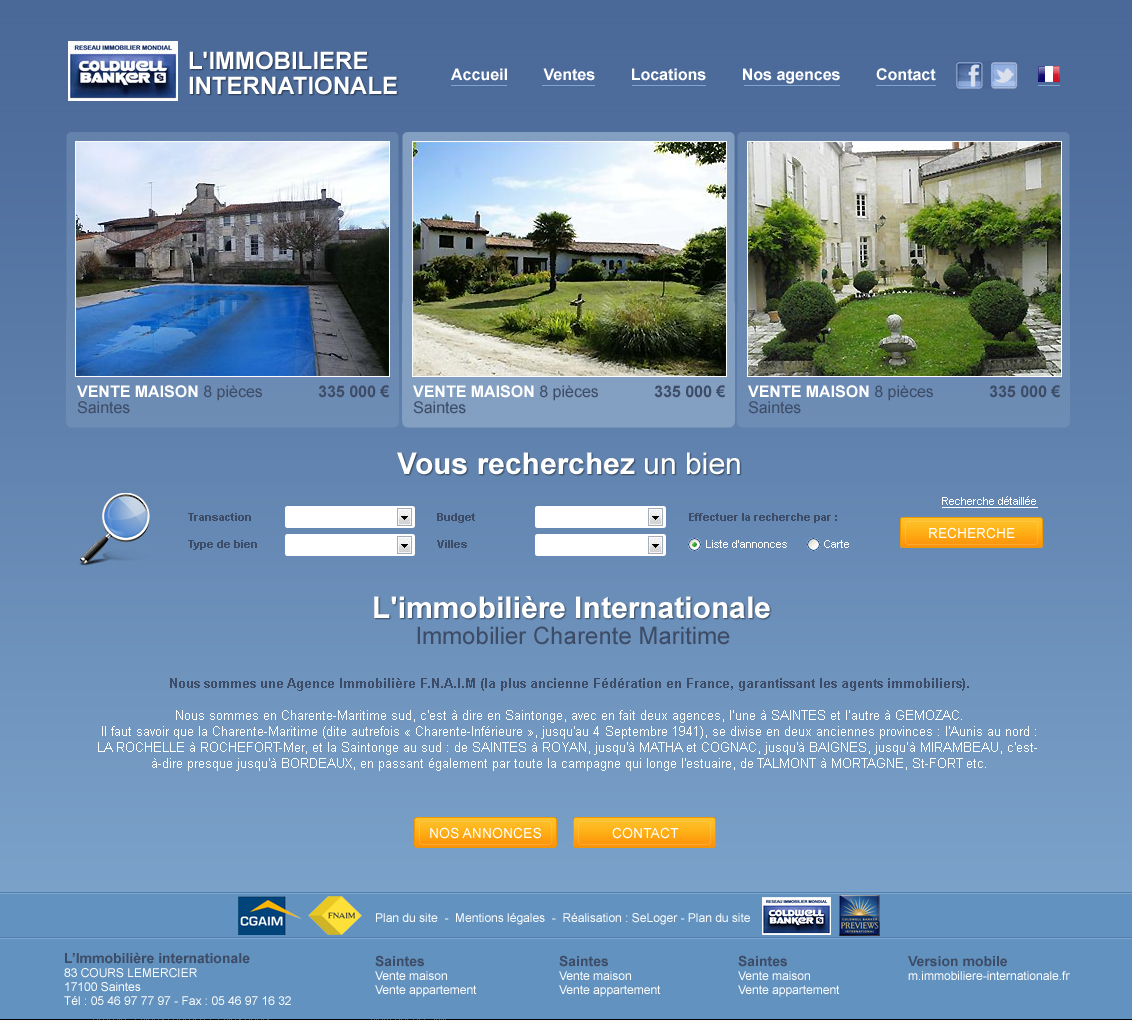 RESEAU IMMOBILIER MONDIAL
COLDWELL BANKER
L'IMMOBILIERE
INTERNATIONALE
Accueil
Ventes
Locations
Nos agences
Contact
VENTE MAISON 8 pièces 335 000 €
Saintes
VENTE MAISON 8 pièces 335 000 €
Saintes
VENTE MAISON 8 pièces 335 000 €
Saintes
Vous recherchez un bien
Recherche détaillée
Transaction
Budget
Effectuer la recherche par :
RECHERCHE
Type de bien
Villes
Liste d'annonces
Carte
L'immobilière Internationale
Immobilier Charente Maritime
Nous sommes une Agence Immobilière F.N.A.I.M (la plus ancienne Fédération en France, garantissant les agents immobiliers).
Nous sommes en Charente-Maritime sud, c'est à dire en Saintonge, avec en fait deux agences, l'une à SAINTES et l'autre à GEMOZAC.
Il faut savoir que la Charente-Maritime (dite autrefois « Charente-Inférieure », jusqu'au 4 Septembre 1941), se divise en deux anciennes provinces : l'Aunis au nord :
LA ROCHELLE à ROCHEFORT-Mer, et la Saintonge au sud : de SAINTES à ROYAN, jusqu'à MATHA et COGNAC, jusqu'à BAIGNES, jusqu'à MIRAMBEAU, c'est-
à-dire presque jusqu'à BORDEAUX, en passant également par toute la campagne qui longe l'estuaire, de TALMONT à MORTAGNE, St-FORT etc.
NOS ANNONCES
CONTACT
CGAIM
FNAIM
Plan du site - Mentions légales - Réalisation : SeLoger - Plan du site
RESEAU IMMOBILIER MONDIAL
COLDWELL BANKER
COLDWELL BANKER
PREVIEWS
INTERNATIONAL
L'Immobilière internationale
83 COURS LEMERCIER
17100 Saintes
Tél : 05 46 97 77 97 - Fax : 05 46 97 16 32
Saintes
Vente maison
Vente appartement
Saintes
Vente maison
Vente appartement
Saintes
Vente maison
Vente appartement
Version mobile
m.immobiliere-internationale.fr